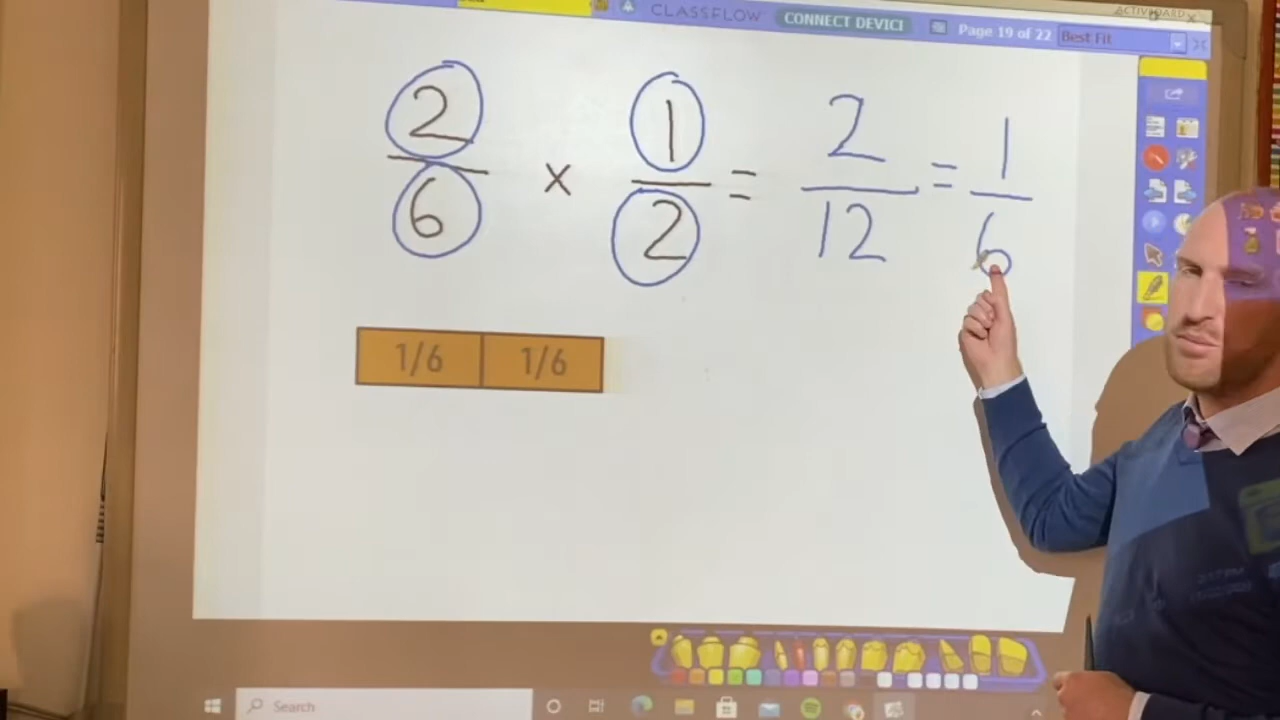 ACTIVBOARD
CLASSFLOW CONNECT DEVICE Page 19 of 22 Best Fit
2/6 × 1/2 = 2/12 = 1/6
1/6 1/6
Search